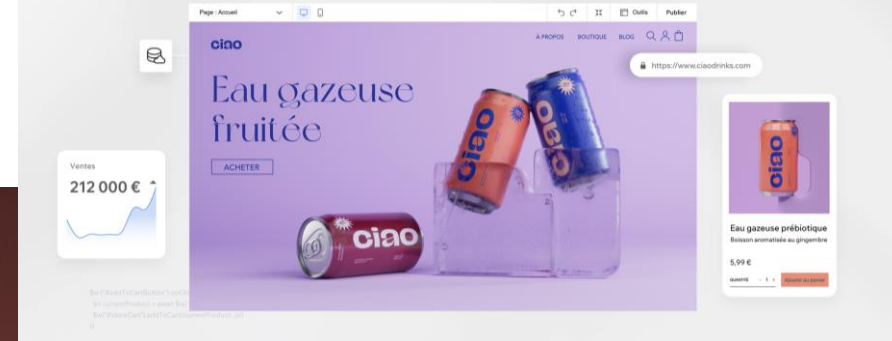 Page : Accueil
Outils
Publier
ciao
À PROPOS
BOUTIQUE
BLOG
https://www.ciaodrinks.com
Eau gazeuse
fruitée
ACHETER
Ventes
212 000 €
ciao
ciao
ciao
ciao
Eau gazeuse prébiotique
Boisson aromatisée au gingembre
5,99 €
QUANTITÉ
- 1 +
Ajouter au panier